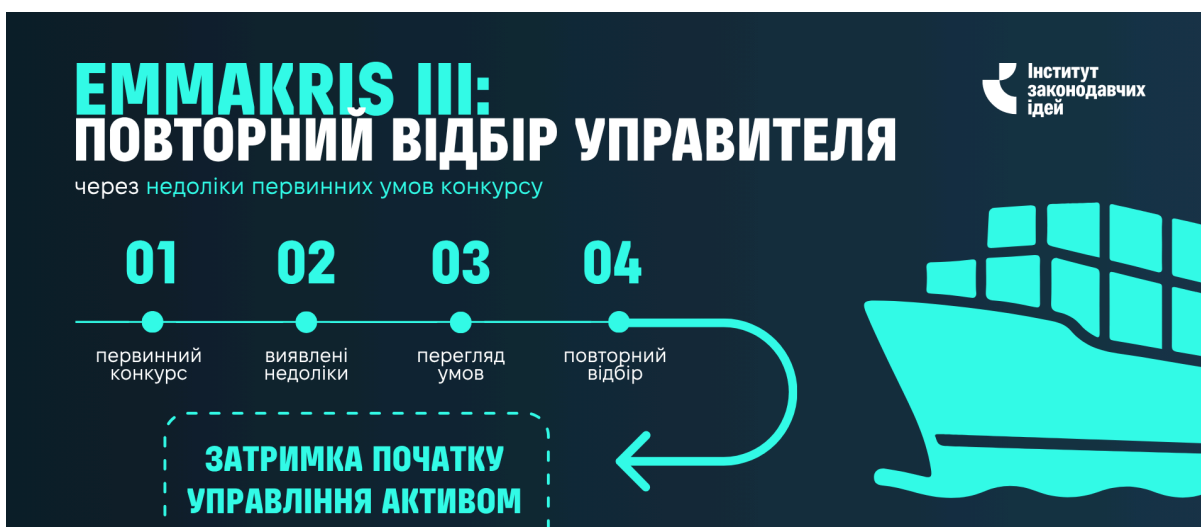 EMMAKRIS III:
ПОВТОРНИЙ ВІДБІР УПРАВИТЕЛЯ
через недоліки первинних умов конкурсу
Інститут
законодавчих
ідей
01
02
03
04
первинний
конкурс
виявлені
недоліки
перегляд
умов
повторний
відбір
ЗАТРИМКА ПОЧАТКУ
УПРАВЛІННЯ АКТИВОМ